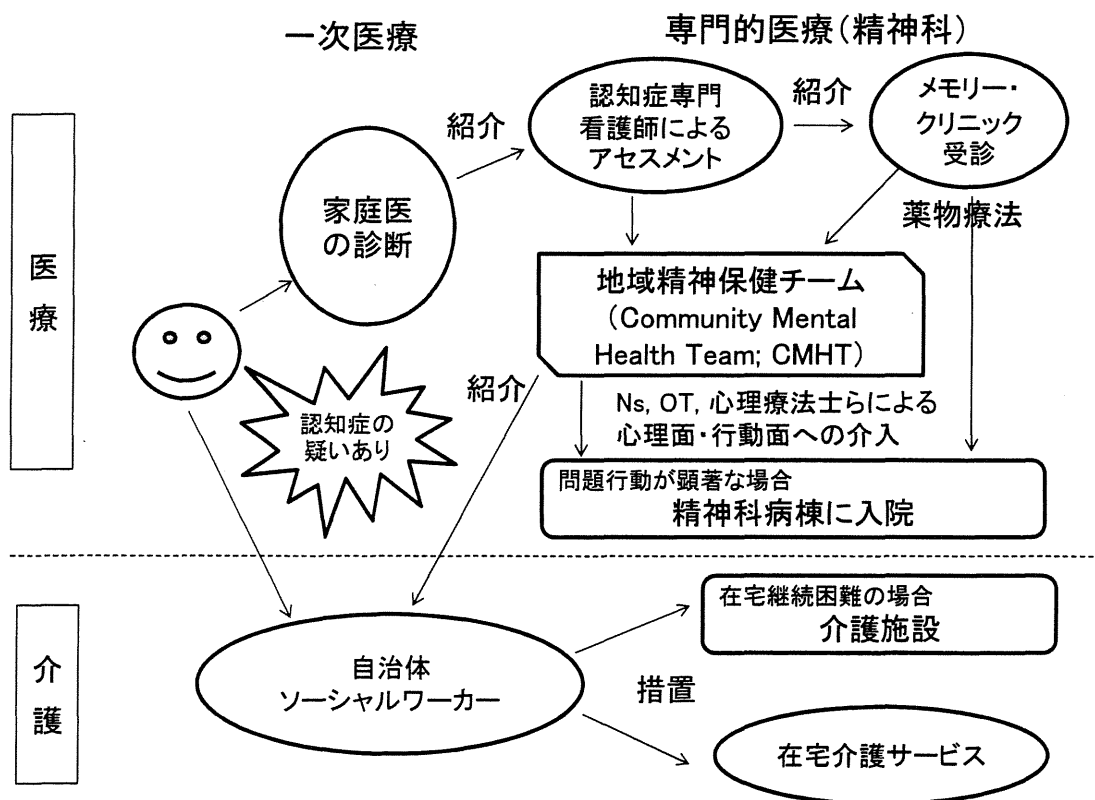 一次医療
専門的医療(精神科)
医
療
家庭医
の診断
紹介
認知症専門
看護師による
アセスメント
紹介
メモリー・
クリニック
受診
薬物療法
地域精神保健チーム
(Community Mental
Health Team; CMHT)
認知症の
疑いあり
紹介
Ns, OT, 心理療法士らによる
心理面・行動面への介入
問題行動が顕著な場合
精神科病棟に入院
介
護
自治体
ソーシャルワーカー
措置
在宅継続困難の場合
介護施設
在宅介護サービス